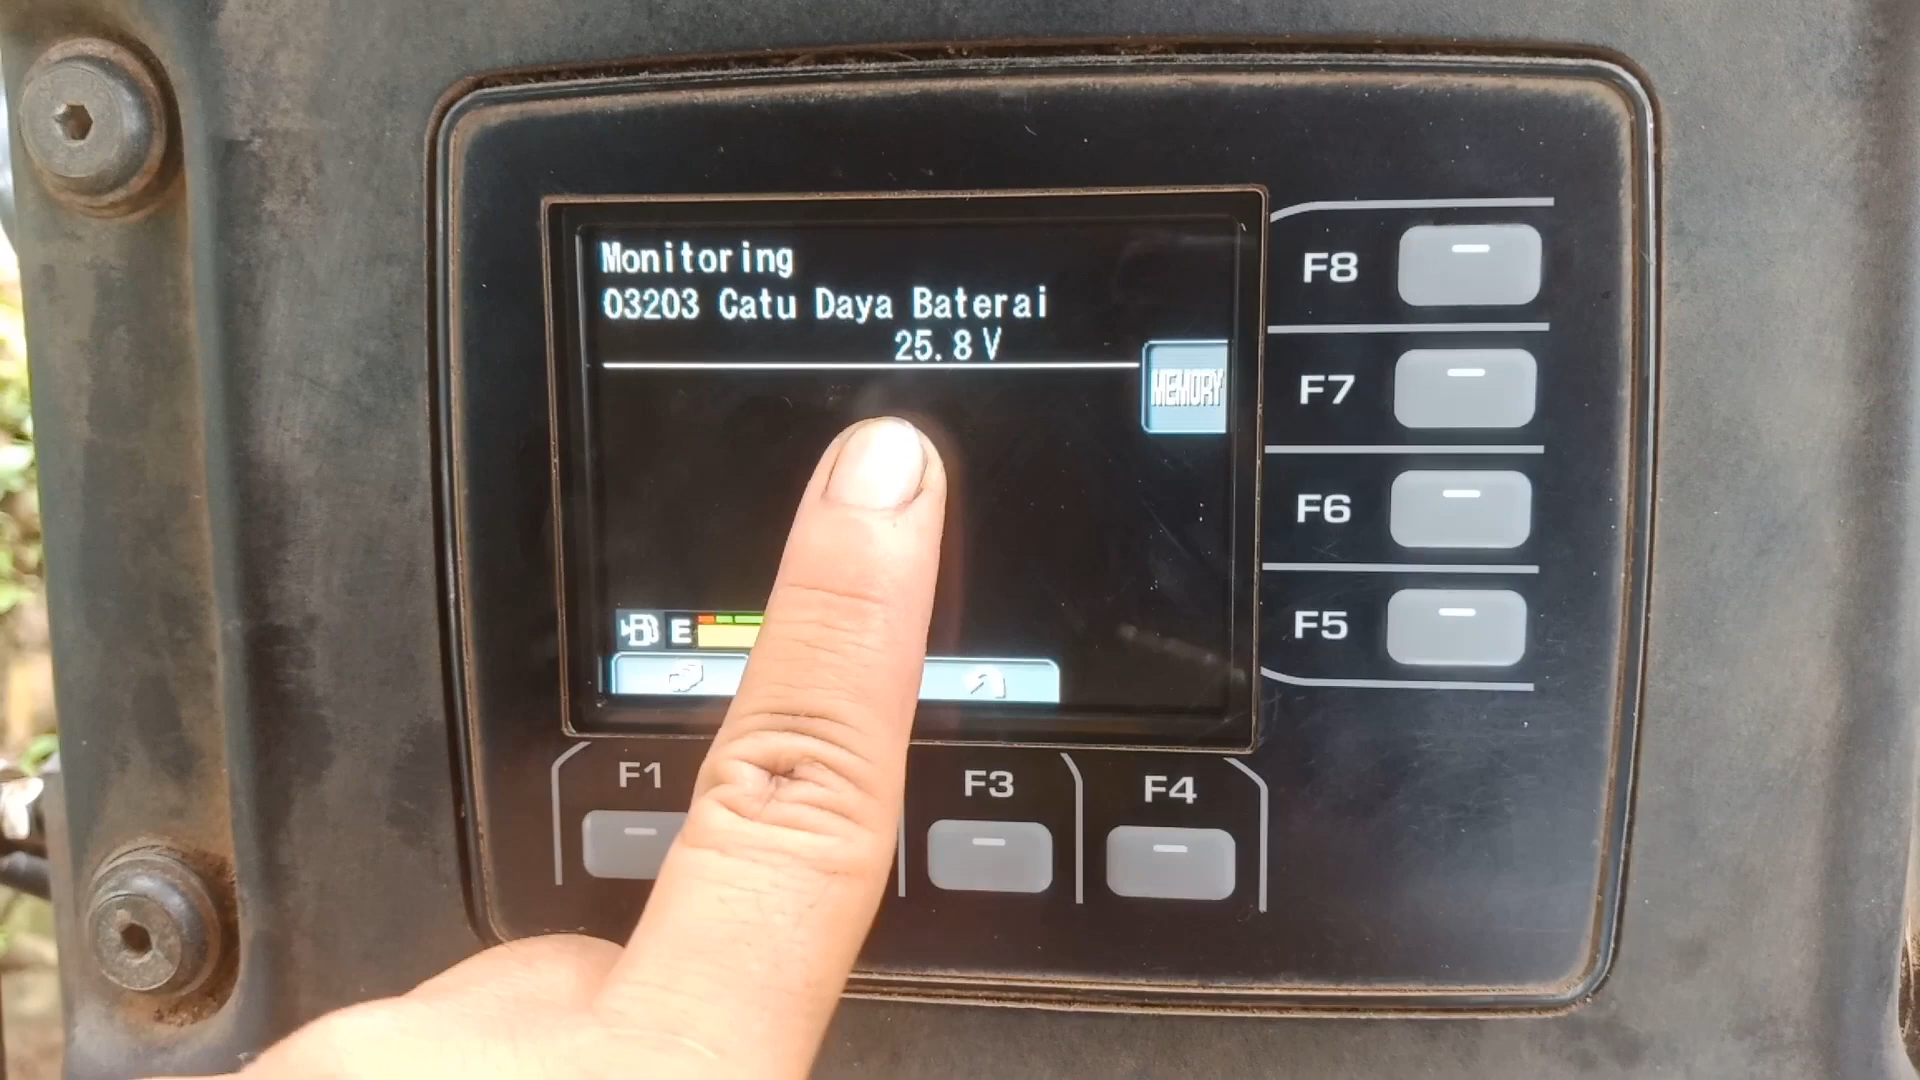 Monitoring
03203 Catu Daya Baterai
25.8 V
MEMORY
E
F8
F7
F6
F5
F1
F3
F4